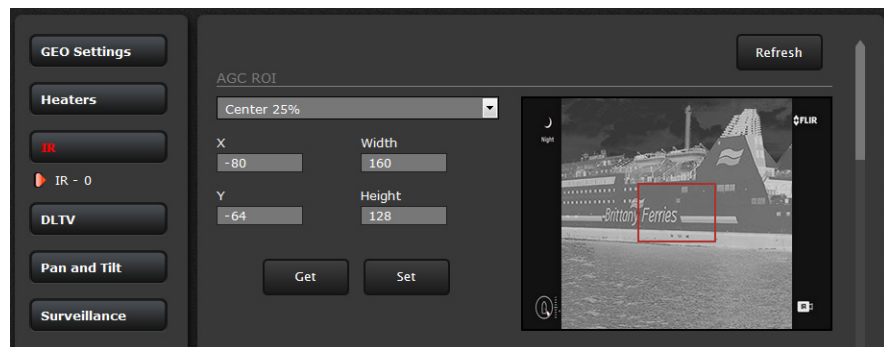 GEO Settings
Heaters
IR
IR - 0
DLTV
Pan and Tilt
Surveillance
Refresh
AGC ROI
Center 25%
X
Width
-80
160
Y
Height
-64
128
Get
Set
Night
FLIR
Brittany Ferries
R